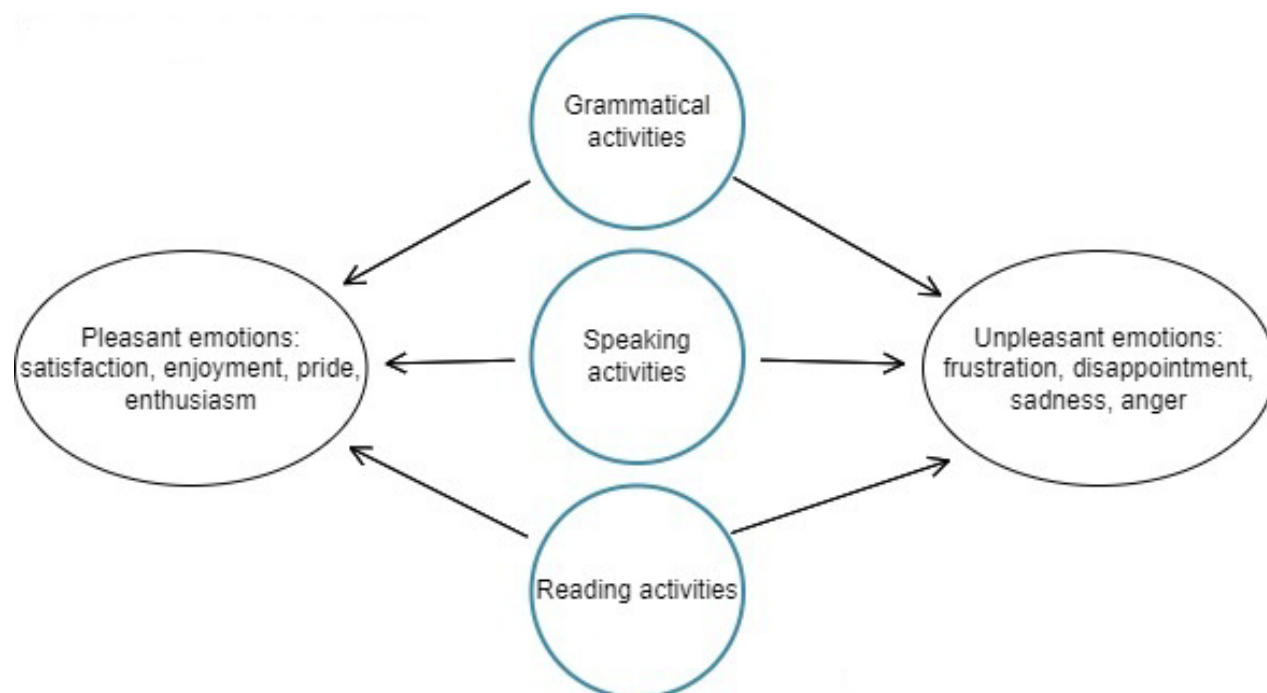 Grammatical
activities
Pleasant emotions:
satisfaction, enjoyment, pride,
enthusiasm
Speaking
activities
Unpleasant emotions:
frustration, disappointment,
sadness, anger
Reading activities